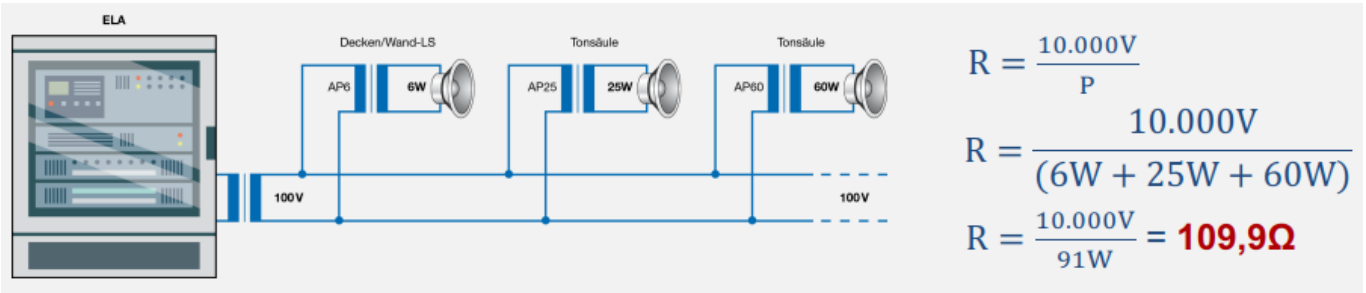 ELA
Decken/Wand-LS
Tonsäule
Tonsäule
AP6
6W
AP25
25W
AP60
60W
100V
100V
R = 10.000V / P
R = 10.000V / (6W + 25W + 60W)
R = 10.000V / 91W = 109,9Ω